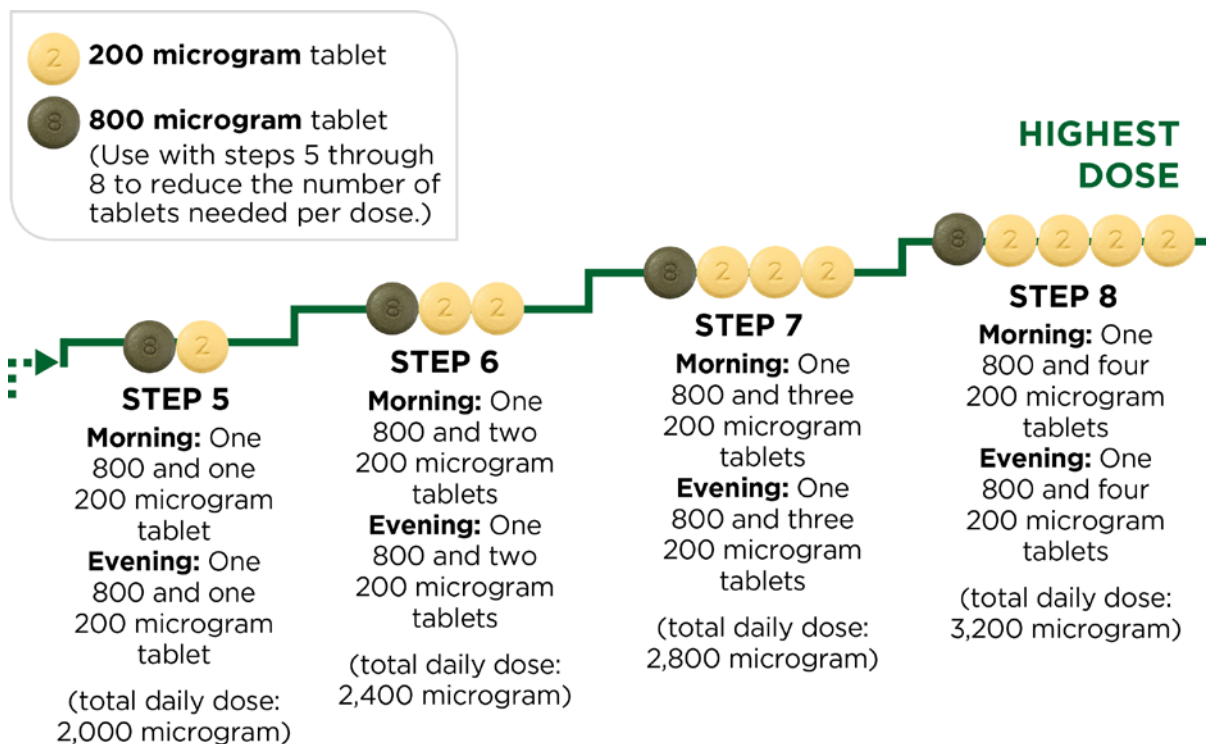 2 200 microgram tablet
8 800 microgram tablet
(Use with steps 5 through
8 to reduce the number of
tablets needed per dose.)
HIGHEST
DOSE
8 2
STEP 5
Morning: One
800 and one
200 microgram
tablet
Evening: One
800 and one
200 microgram
tablet
(total daily dose:
2,000 microgram)
8 2 2
STEP 6
Morning: One
800 and two
200 microgram
tablets
Evening: One
800 and two
200 microgram
tablets
(total daily dose:
2,400 microgram)
8 2 2 2
STEP 7
Morning: One
800 and three
200 microgram
tablets
Evening: One
800 and three
200 microgram
tablets
(total daily dose:
2,800 microgram)
8 2 2 2 2
STEP 8
Morning: One
800 and four
200 microgram
tablets
Evening: One
800 and four
200 microgram
tablets
(total daily dose:
3,200 microgram)